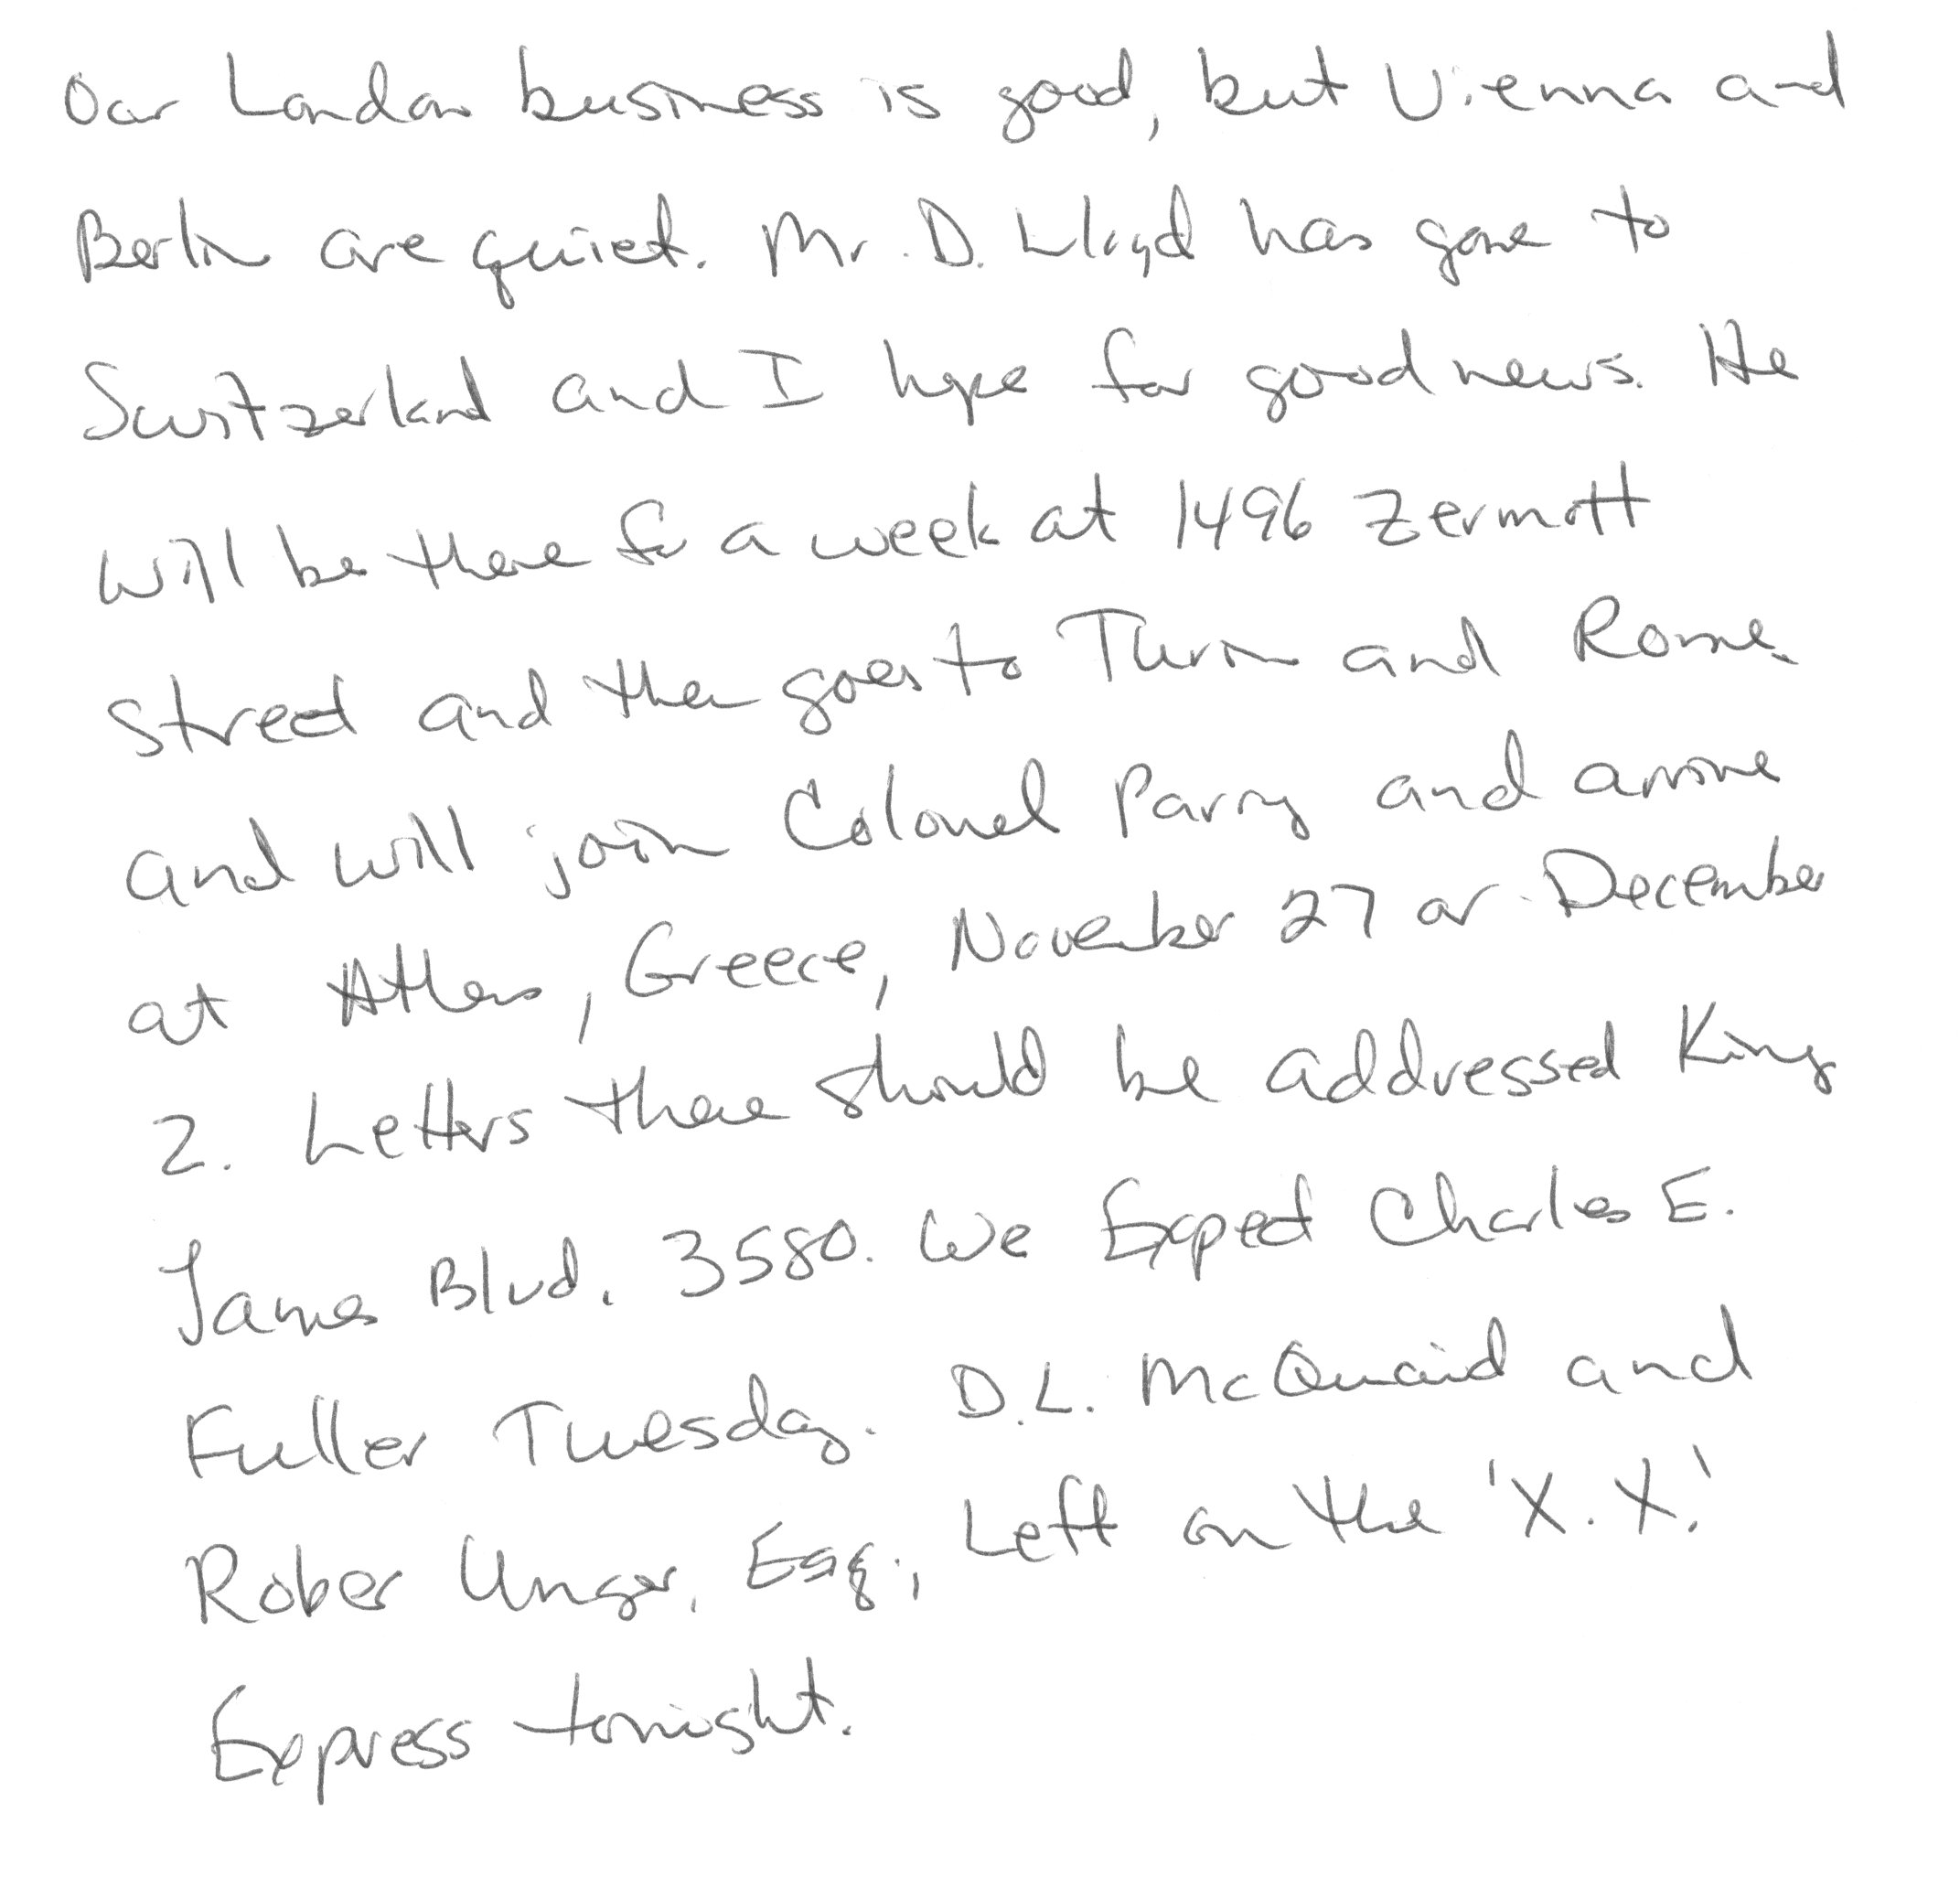 Our London business is good, but Vienna and
Berlin are quiet. Mr. D. Lloyd has gone to
Switzerland and I hope for good news. He
will be there for a week at 1496 Zermott
street and then goes to Turin and Rome
and will join Colonel Parry and arrive
at Athens, Greece, November 27 or December
2. Letters there should be addressed King
James Blvd. 3580. We Expect Charles E.
Fuller Tuesday. D.L. McQuaid and
Rober Unger, Esq., Left on the 'X.X.'
Express tonight.